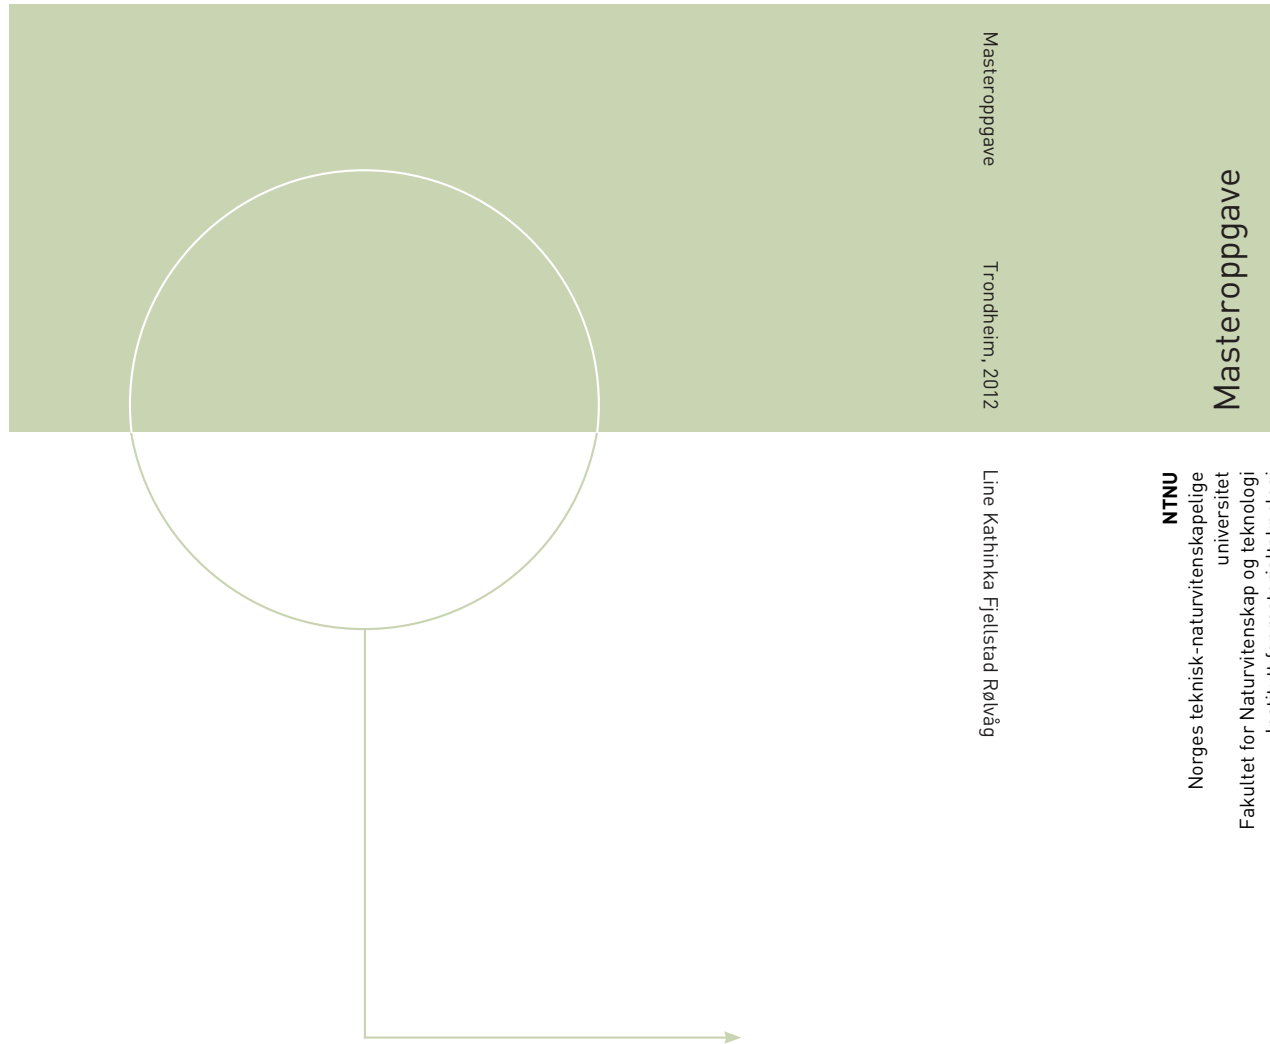 Masteroppgave
Trondheim, 2012
Line Kathinka Fjellstad Rølvåg
Masteroppgave
NTNU
Norges teknisk-naturvitenskapelige
universitet
Fakultet for Naturvitenskap og teknologi